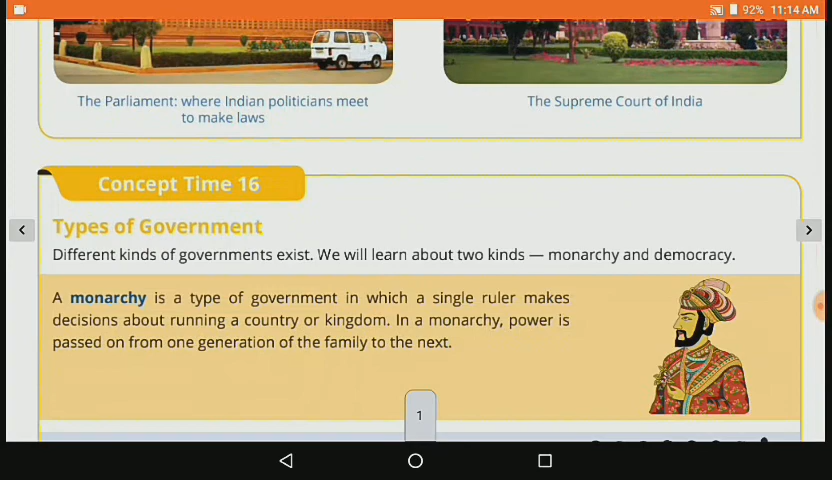 92% 11:14 AM
The Parliament: where Indian politicians meet
to make laws
The Supreme Court of India
Concept Time 16
Types of Government
Different kinds of governments exist. We will learn about two kinds — monarchy and democracy.
A monarchy is a type of government in which a single ruler makes
decisions about running a country or kingdom. In a monarchy, power is
passed on from one generation of the family to the next.
1